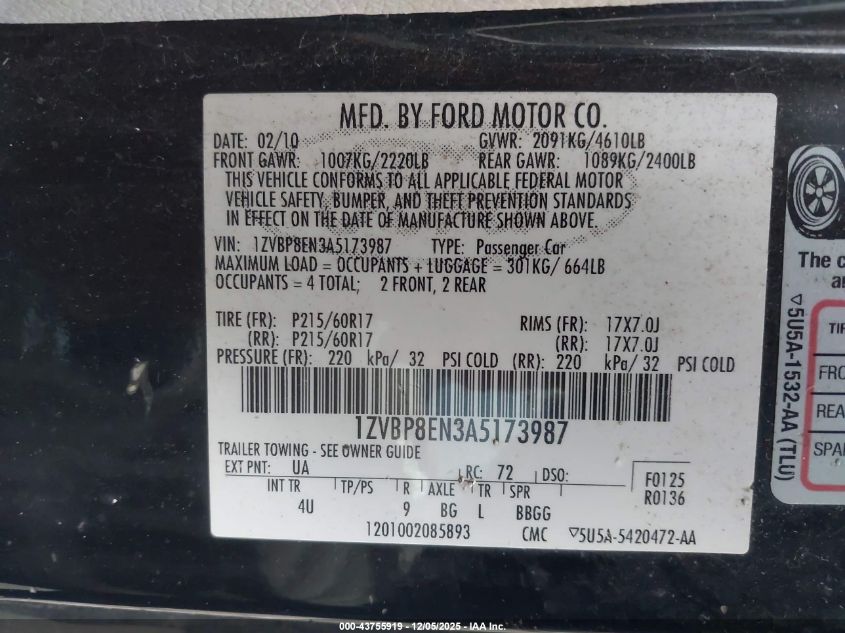 MFD. BY FORD MOTOR CO.
DATE: 02/10 GVWR: 2091KG/4610LB
FRONT GAWR: 1007KG/2220LB REAR GAWR: 1089KG/2400LB
THIS VEHICLE CONFORMS TO ALL APPLICABLE FEDERAL MOTOR
VEHICLE SAFETY, BUMPER, AND THEFT PREVENTION STANDARDS
IN EFFECT ON THE DATE OF MANUFACTURE SHOWN ABOVE.
VIN: 1ZVBP8EN3A5173987 TYPE: Passenger Car
MAXIMUM LOAD = OCCUPANTS + LUGGAGE = 301KG/ 664LB
OCCUPANTS = 4 TOTAL; 2 FRONT, 2 REAR
TIRE (FR): P215/60R17 RIMS (FR): 17X7.0J
(RR): P215/60R17 (RR): 17X7.0J
PRESSURE (FR): 220 kPa/ 32 PSI COLD (RR): 220 kPa/ 32 PSI COLD
1ZVBP8EN3A5173987
TRAILER TOWING - SEE OWNER GUIDE
EXT PNT: UA RC: 72 DSO:
F0125
R0136
INT TR TP/PS R AXLE TR SPR
4U 9 BG L BBGG
1201002085893 CMC ▽5U5A-5420472-AA
The c
a
▽5U5A-1532-AA (TLU)
TI
FRO
REA
SPA
000-43755919 - 12/05/2025 - IAA Inc.